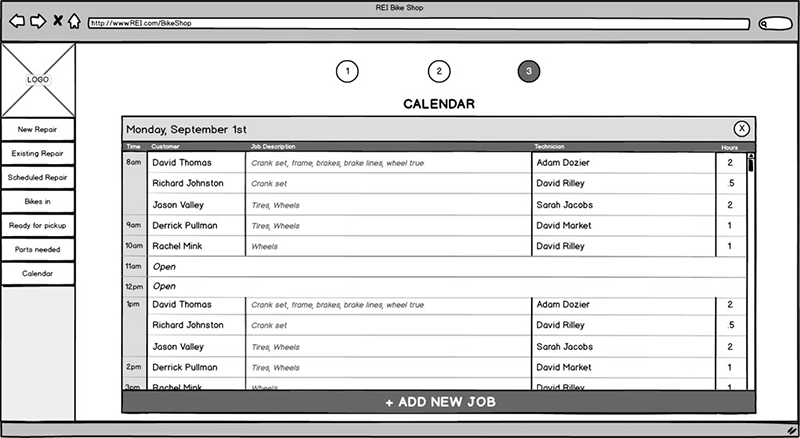 REI Bike Shop
http://www.REI.com/BikeShop
LOGO
New Repair
Existing Repair
Scheduled Repair
Bikes in
Ready for pickup
Parts needed
Calendar
1 2 3
CALENDAR
Monday, September 1st X
Time Customer Job Description Technician Hours
8am David Thomas Crank set, frame, brakes, brake lines, wheel true Adam Dozier 2
Richard Johnston Crank set David Rilley .5
Jason Valley Tires, Wheels Sarah Jacobs 2
9am Derrick Pullman Tires, Wheels David Market 1
10am Rachel Mink Wheels David Rilley 1
11am Open
12pm Open
1pm David Thomas Crank set, frame, brakes, brake lines, wheel true Adam Dozier 2
Richard Johnston Crank set David Rilley .5
Jason Valley Tires, Wheels Sarah Jacobs 2
2pm Derrick Pullman Tires, Wheels David Market 1
3pm Rachel Mink Wheels David Rilley 1
+ ADD NEW JOB